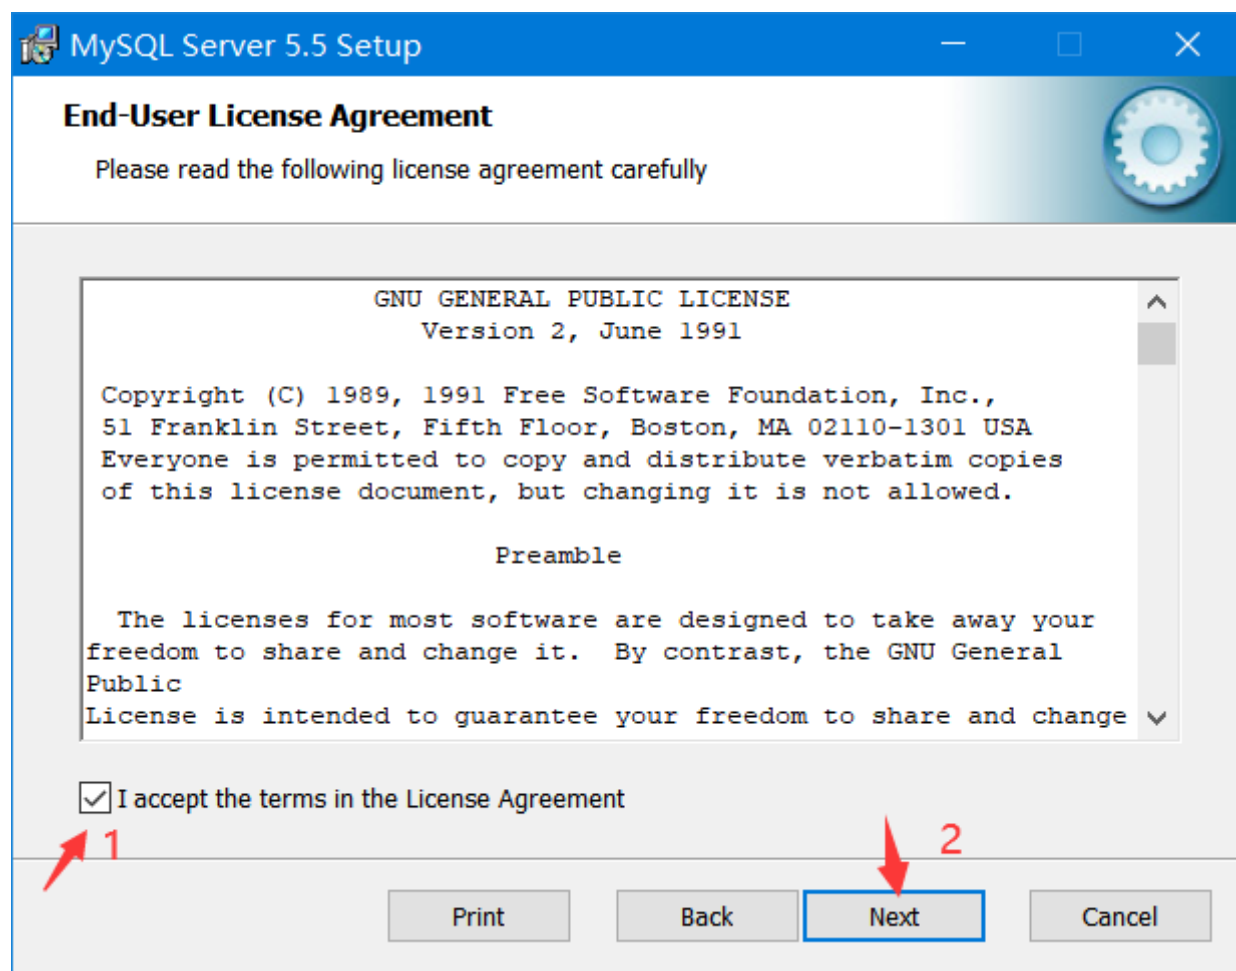 MySQL Server 5.5 Setup
End-User License Agreement
Please read the following license agreement carefully
GNU GENERAL PUBLIC LICENSE
Version 2, June 1991
Copyright (C) 1989, 1991 Free Software Foundation, Inc.,
51 Franklin Street, Fifth Floor, Boston, MA 02110-1301 USA
Everyone is permitted to copy and distribute verbatim copies
of this license document, but changing it is not allowed.
Preamble
The licenses for most software are designed to take away your
freedom to share and change it.  By contrast, the GNU General
Public
License is intended to guarantee your freedom to share and change
I accept the terms in the License Agreement
1
2
Print Back Next Cancel